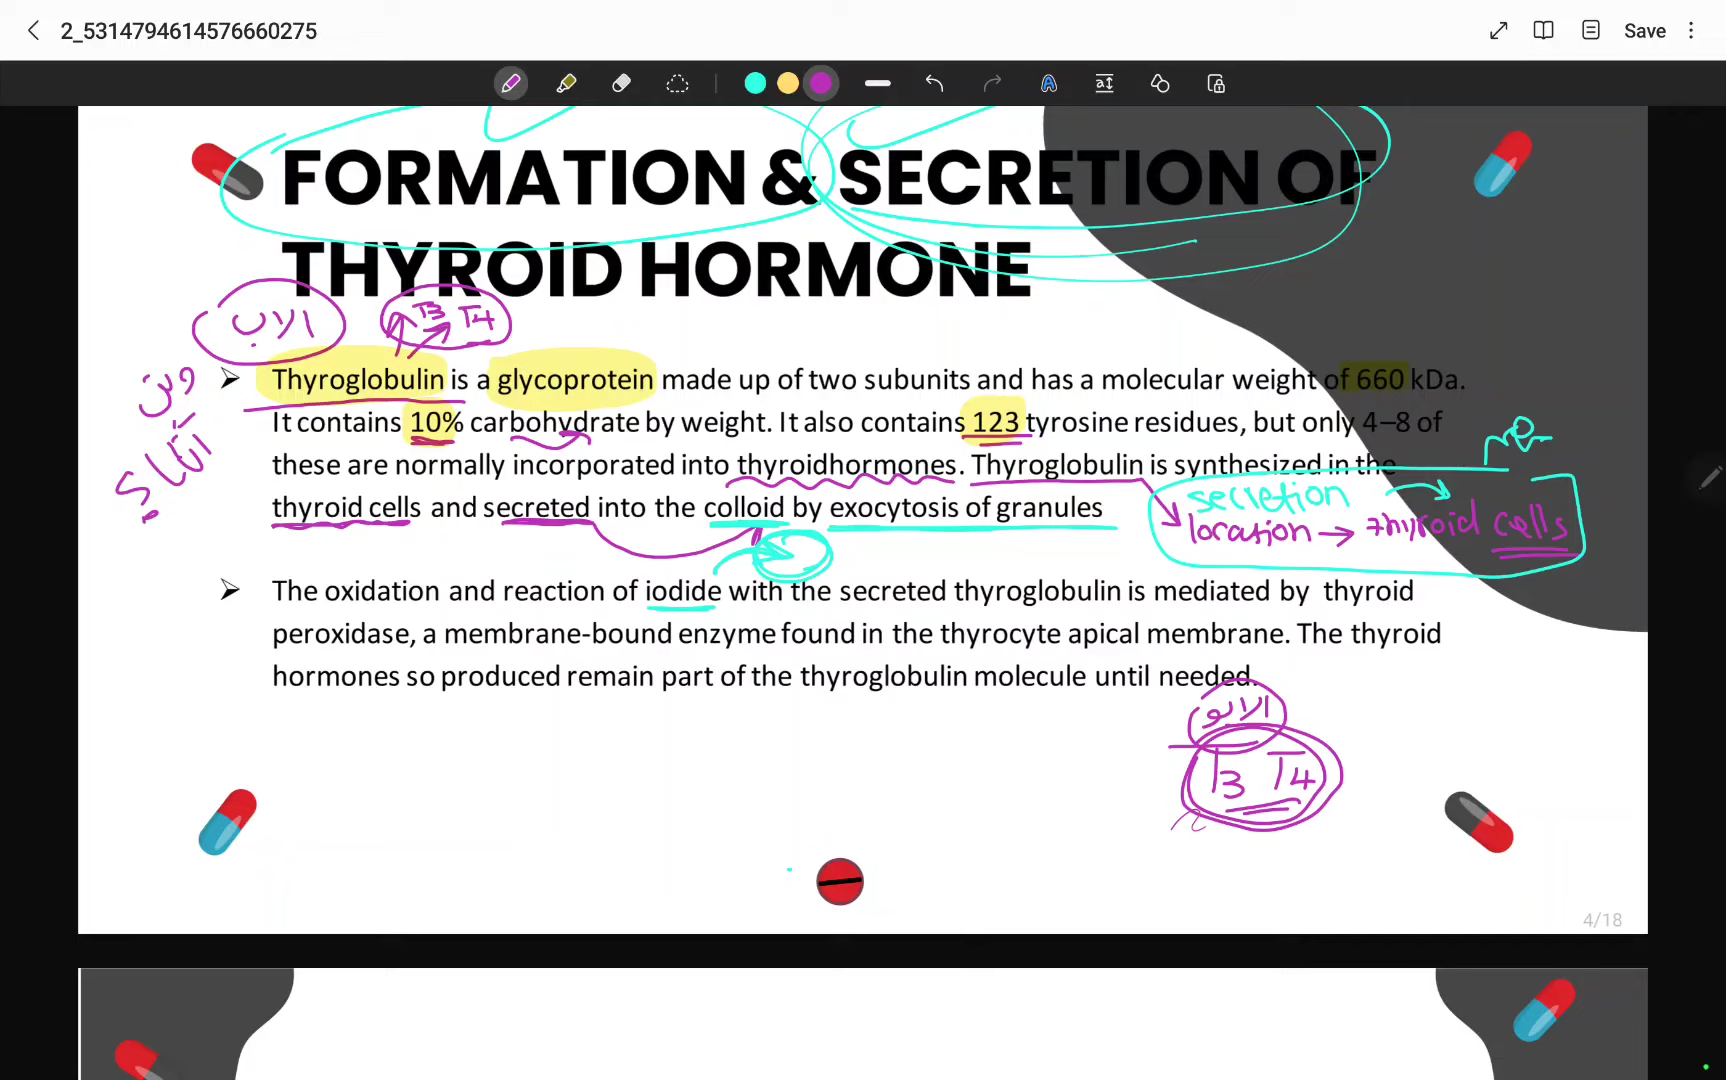 2_5314794614576660275
Save
FORMATION & SECRETION OF
THYROID HORMONE
الاب
T3 T4
وين
Thyroglobulin is a glycoprotein made up of two subunits and has a molecular weight of 660 kDa.
It contains 10% carbohydrate by weight. It also contains 123 tyrosine residues, but only 4–8 of
these are normally incorporated into thyroidhormones. Thyroglobulin is synthesized in the
thyroid cells and secreted into the colloid by exocytosis of granules
secretion
location → thyroid cells
The oxidation and reaction of iodide with the secreted thyroglobulin is mediated by thyroid
peroxidase, a membrane-bound enzyme found in the thyrocyte apical membrane. The thyroid
hormones so produced remain part of the thyroglobulin molecule until needed.
T3 T4
4/18